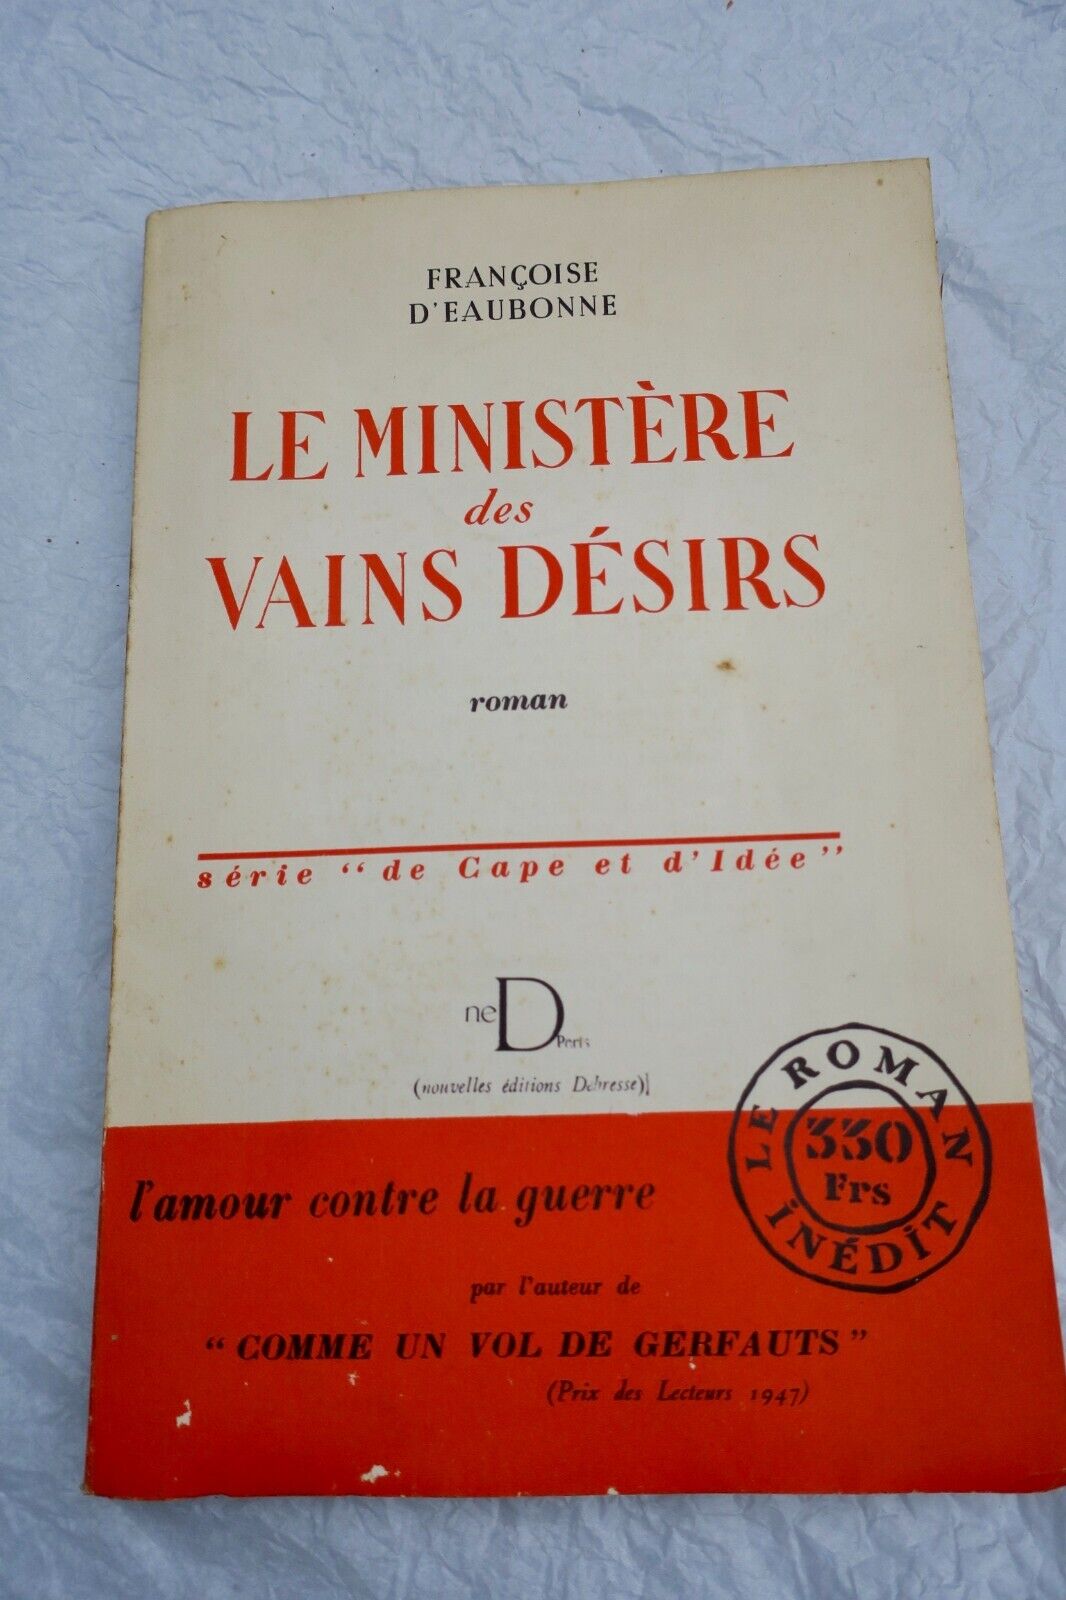 FRANÇOISE
D'EAUBONNE
LE MINISTÈRE
des
VAINS DÉSIRS
roman
série “ de Cape et d'Idée ”
neD
Paris
(nouvelles éditions Debresse)
LE ROMAN INÉDIT
330
Frs
l'amour contre la guerre
par l'auteur de
“ COMME UN VOL DE GERFAUTS ”
(Prix des Lecteurs 1947)